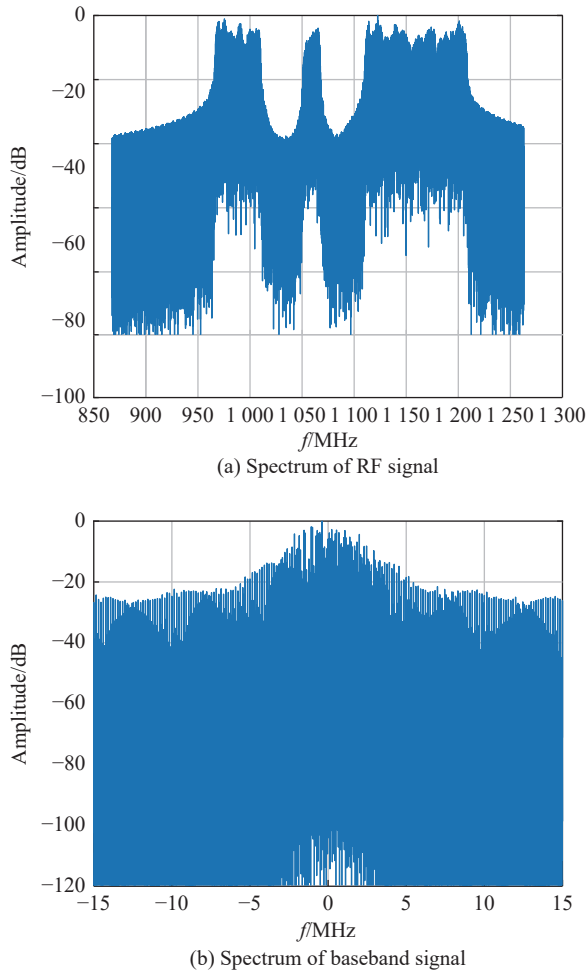 0
−20
−40
−60
−80
−100
Amplitude/dB
850 900 950 1 000 1 050 1 100 1 150 1 200 1 250 1 300
f/MHz
(a) Spectrum of RF signal
0
−20
−40
−60
−80
−100
−120
Amplitude/dB
−15 −10 −5 0 5 10 15
f/MHz
(b) Spectrum of baseband signal